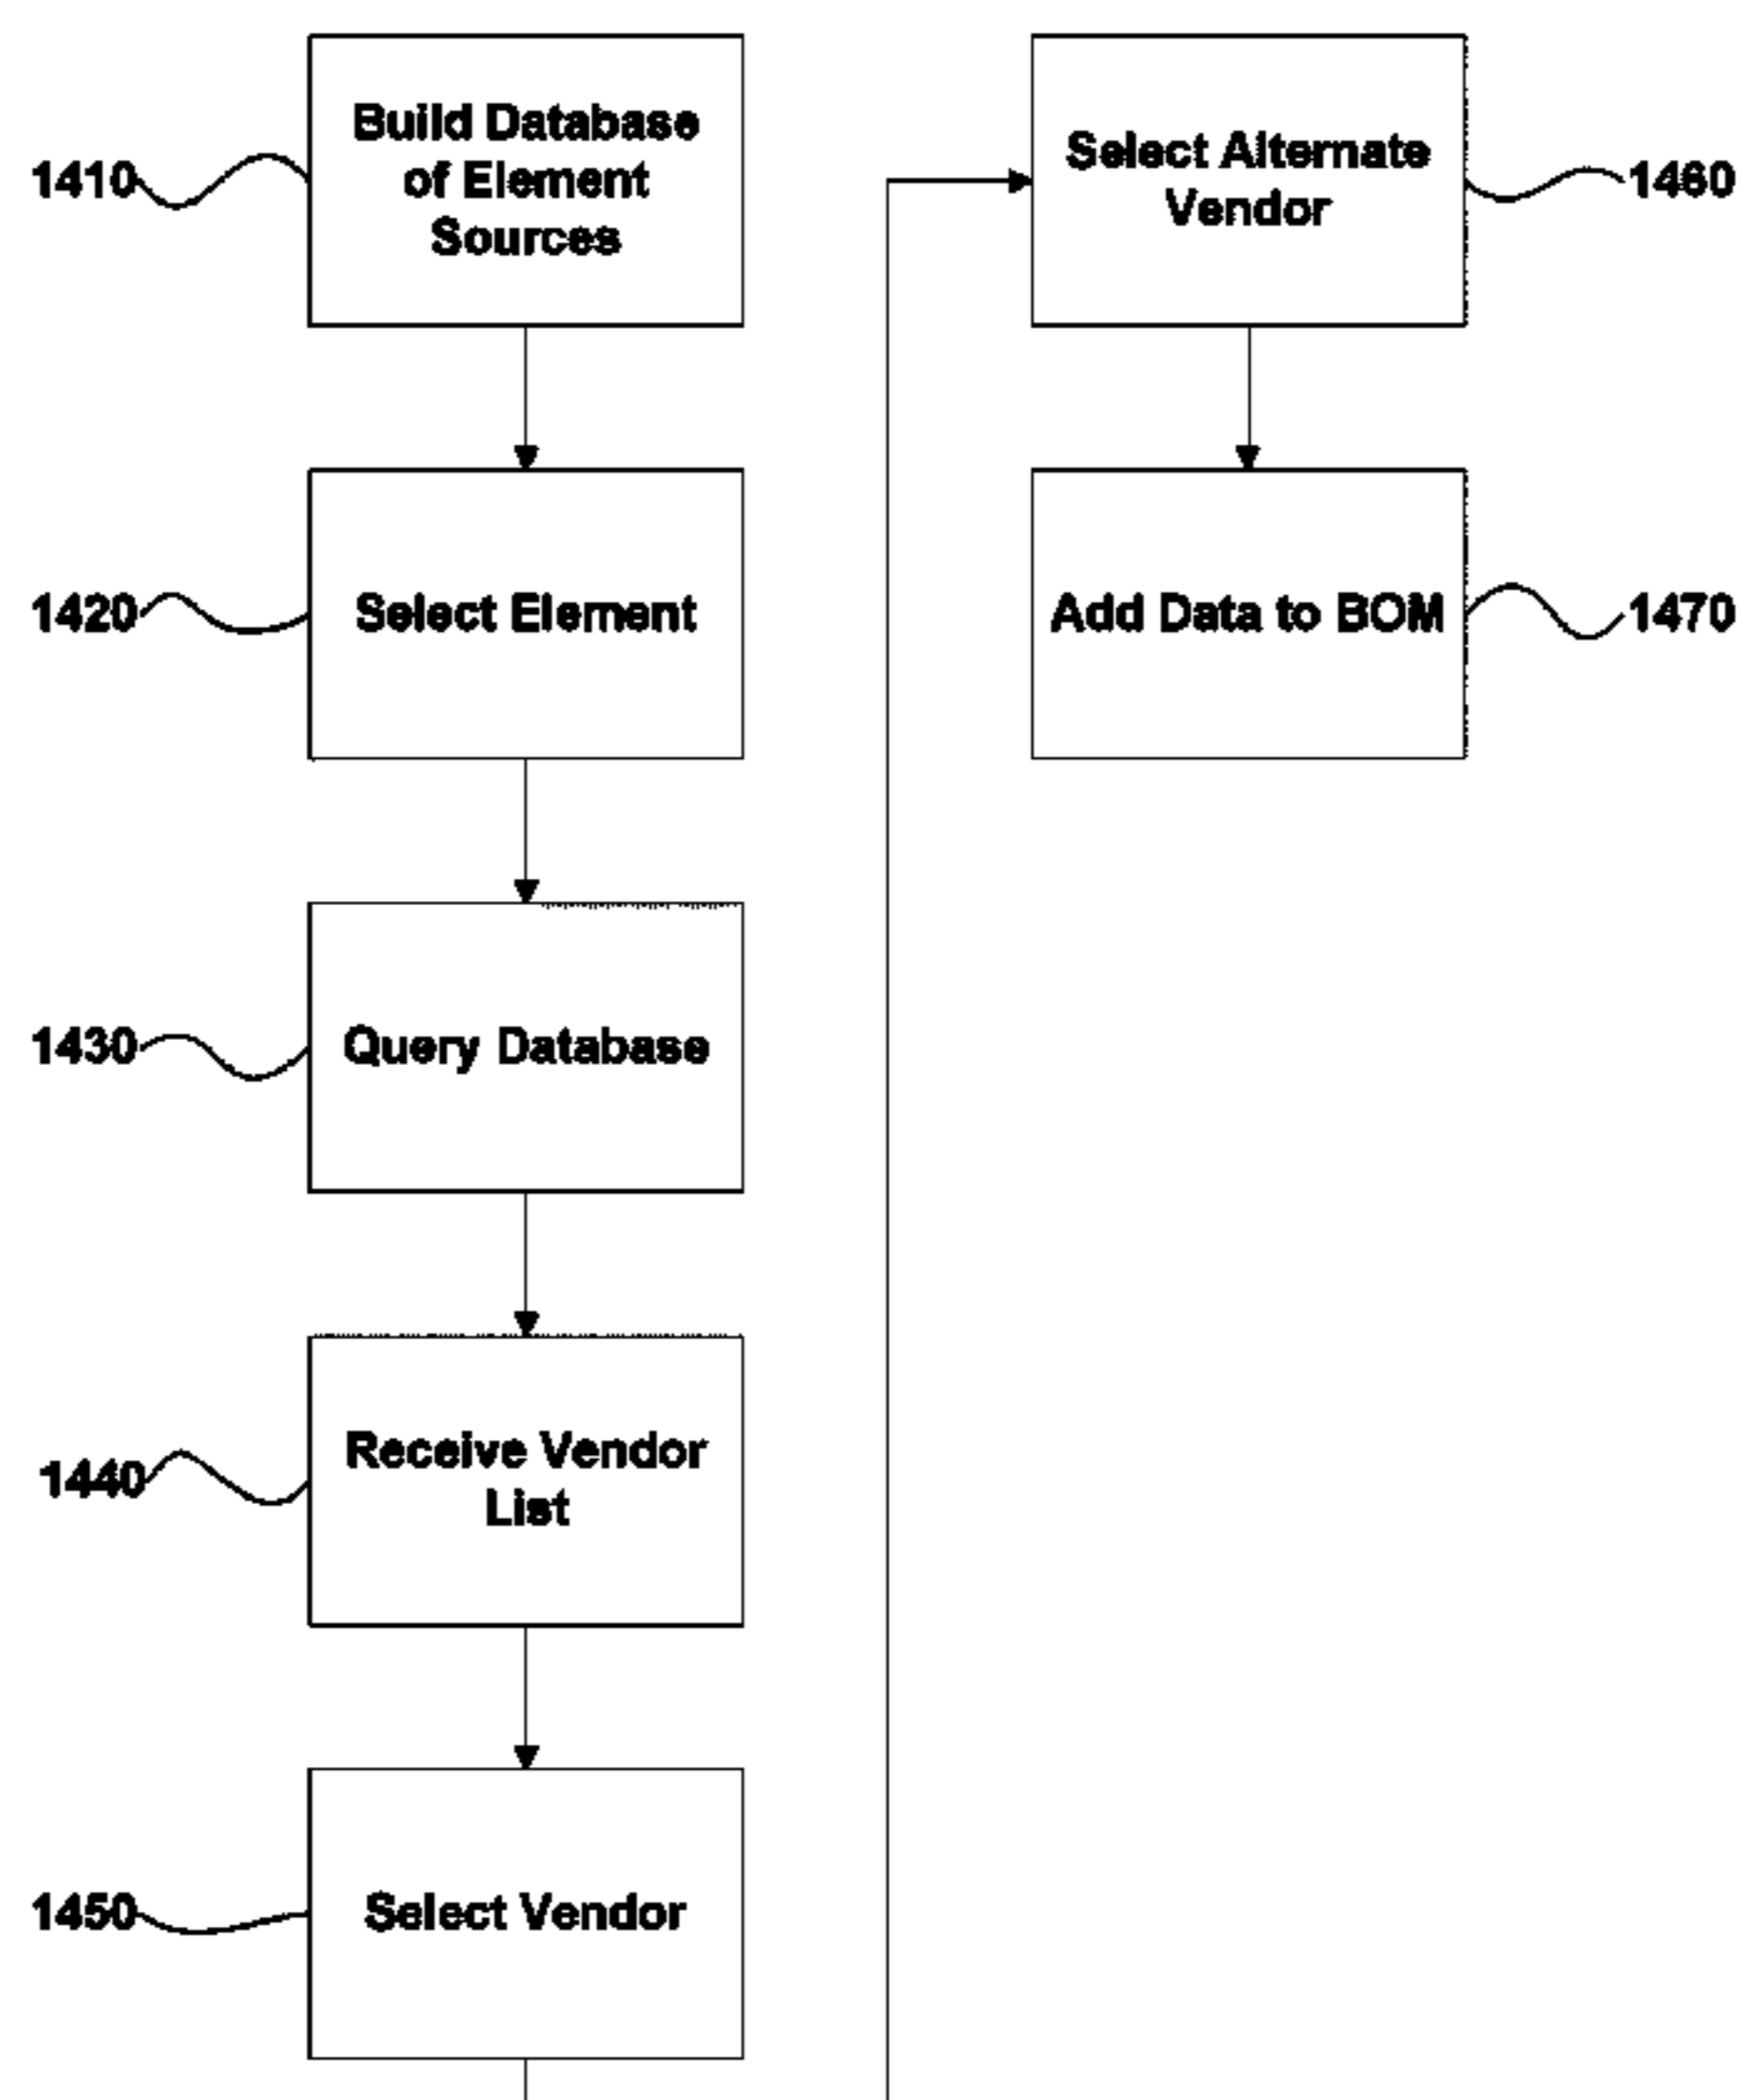 1410
Build Database
of Element
Sources
1420
Select Element
1430
Query Database
1440
Receive Vendor
List
1450
Select Vendor
Select Alternate
Vendor
1460
Add Data to BOM
1470